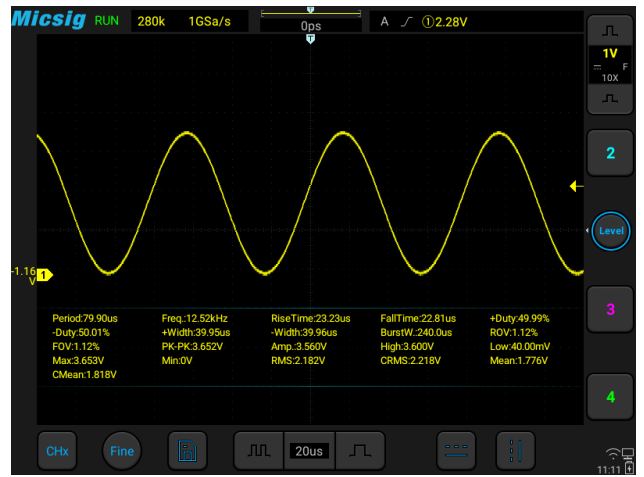 Micsig RUN 280k 1GSa/s 0ps A ①2.28V
T
T
1V
F
10X
2
Level
-1.16
V
1
3
Period:79.90us Freq.:12.52kHz RiseTime:23.23us FallTime:22.81us +Duty:49.99%
-Duty:50.01% +Width:39.95us -Width:39.96us BurstW.:240.0us ROV:1.12%
FOV:1.12% PK-PK:3.652V Amp.:3.560V High:3.600V Low:40.00mV
Max:3.653V Min:0V RMS:2.182V CRMS:2.218V Mean:1.776V
CMean:1.818V
4
CHx Fine 20us
11:11